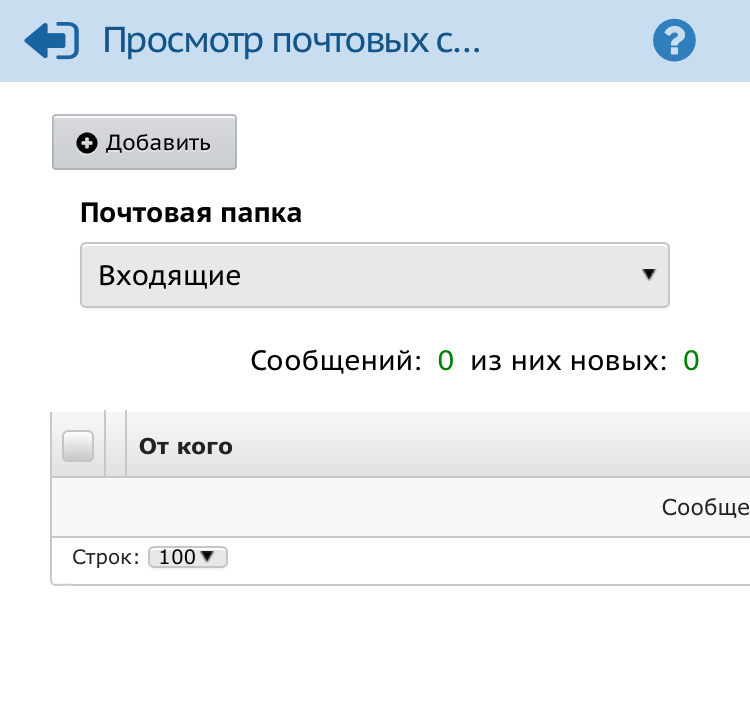 Просмотр почтовых с...
Добавить
Почтовая папка
Входящие
Сообщений: 0 из них новых: 0
От кого
Сообще
Строк: 100